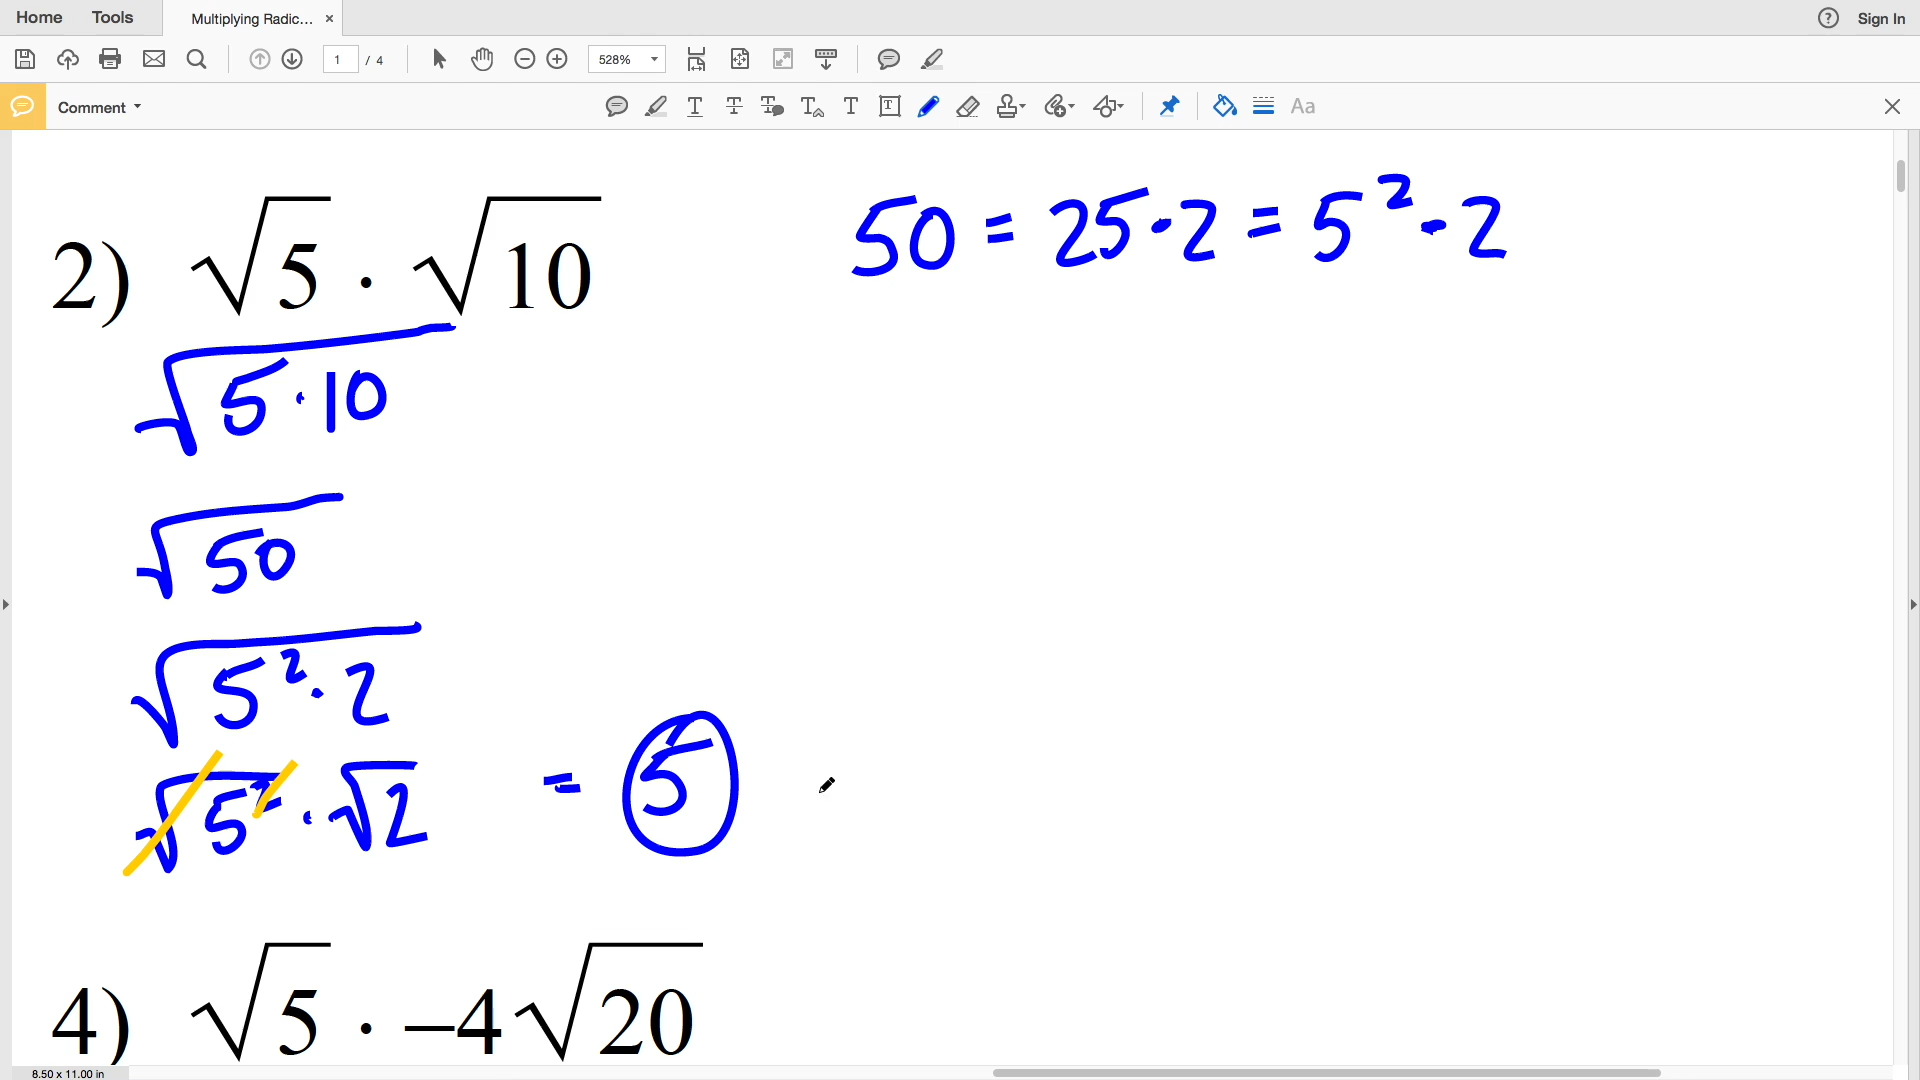 Home Tools Multiplying Radic... × ? Sign In
1 / 4 528%
Comment Aa
2) √5 · √10
50 = 25 · 2 = 5² · 2
√5 · 10
√50
√5² · 2
√5² · √2 = 5
4) √5 · –4√20
8.50 x 11.00 in